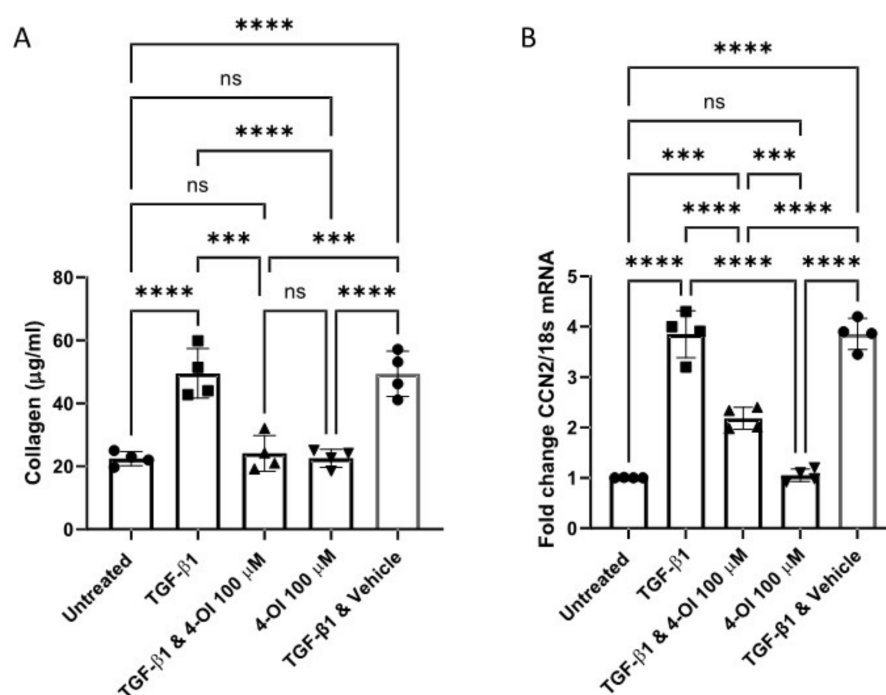 A
****
ns
****
ns
***
***
****
ns
****
80
60
40
20
0
Collagen (μg/ml)
Untreated
TGF-β1
TGF-β1 & 4-OI 100 μM
4-OI 100 μM
TGF-β1 & Vehicle
B
****
ns
***
***
****
****
****
****
****
5
4
3
2
1
0
Fold change CCN2/18s mRNA
Untreated
TGF-β1
TGF-β1 & 4-OI 100 μM
4-OI 100 μM
TGF-β1 & Vehicle